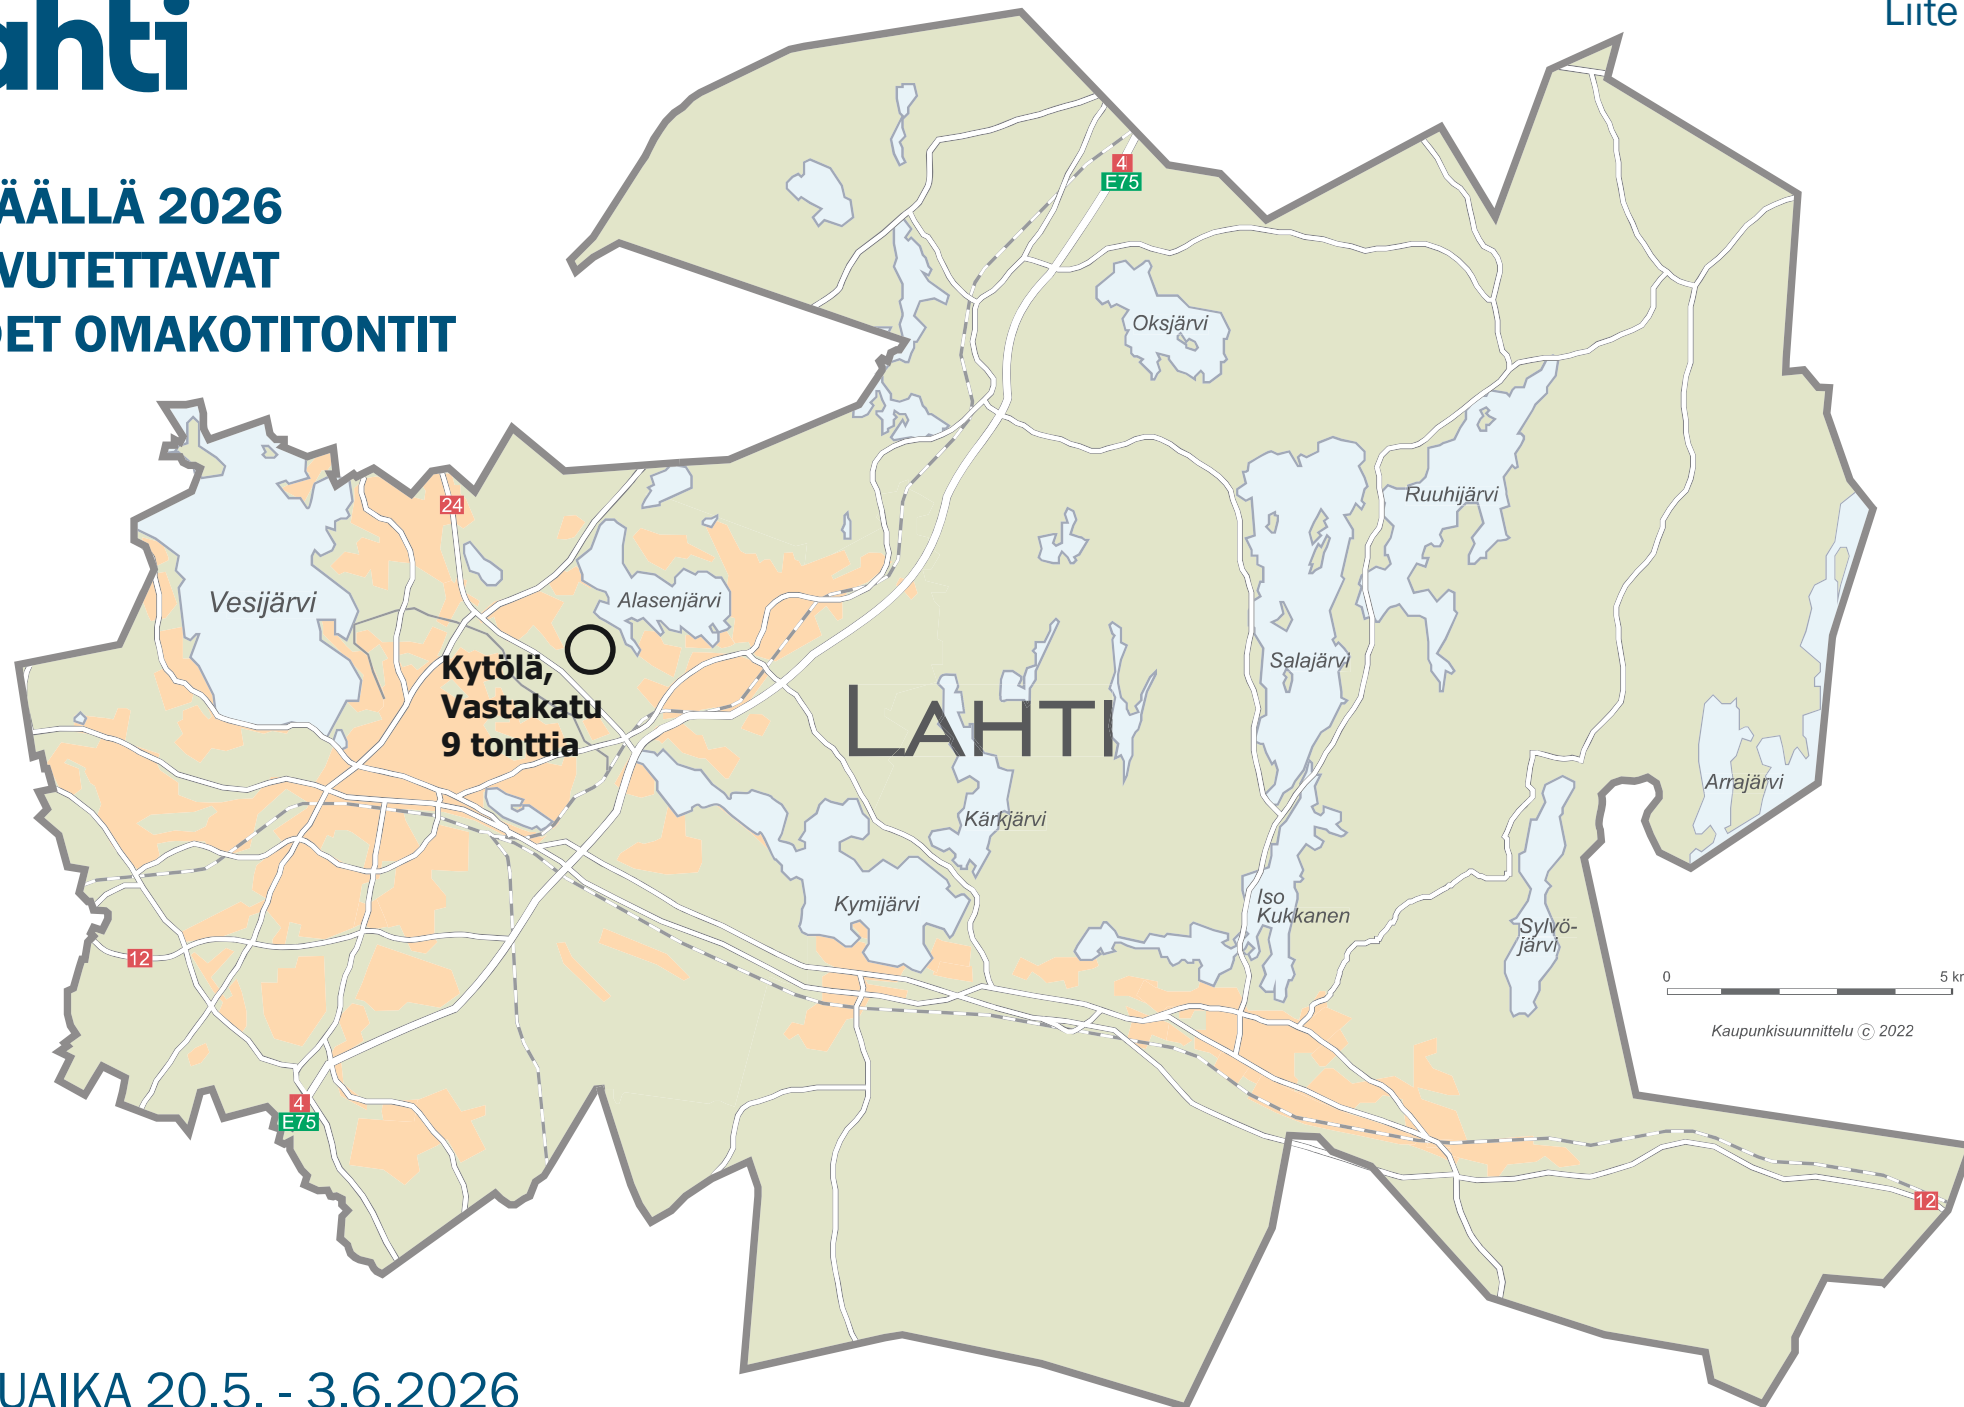 ahti
Liite
ÄÄLLÄ 2026
VUTETTAVAT
DET OMAKOTITONTIT
4
E75
Oksjärvi
24
Ruuhijärvi
Vesijärvi
Alasenjärvi
Kytölä,
Vastakatu
9 tonttia
Salajärvi
LAHTI
Arrajärvi
Kärkjärvi
Kymijärvi
Iso
Kukkanen
Sylvö-
järvi
12
0
5 kr
Kaupunkisuunnittelu © 2022
4
E75
12
UAIKA 20.5. - 3.6.2026